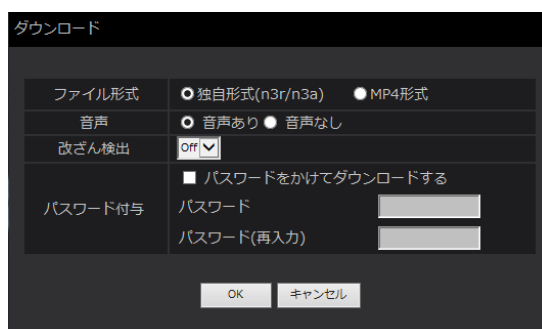 ダウンロード
ファイル形式 独自形式(n3r/n3a) MP4形式
音声 音声あり 音声なし
改ざん検出 Off
パスワードをかけてダウンロードする
パスワード付与 パスワード
パスワード(再入力)
OK キャンセル